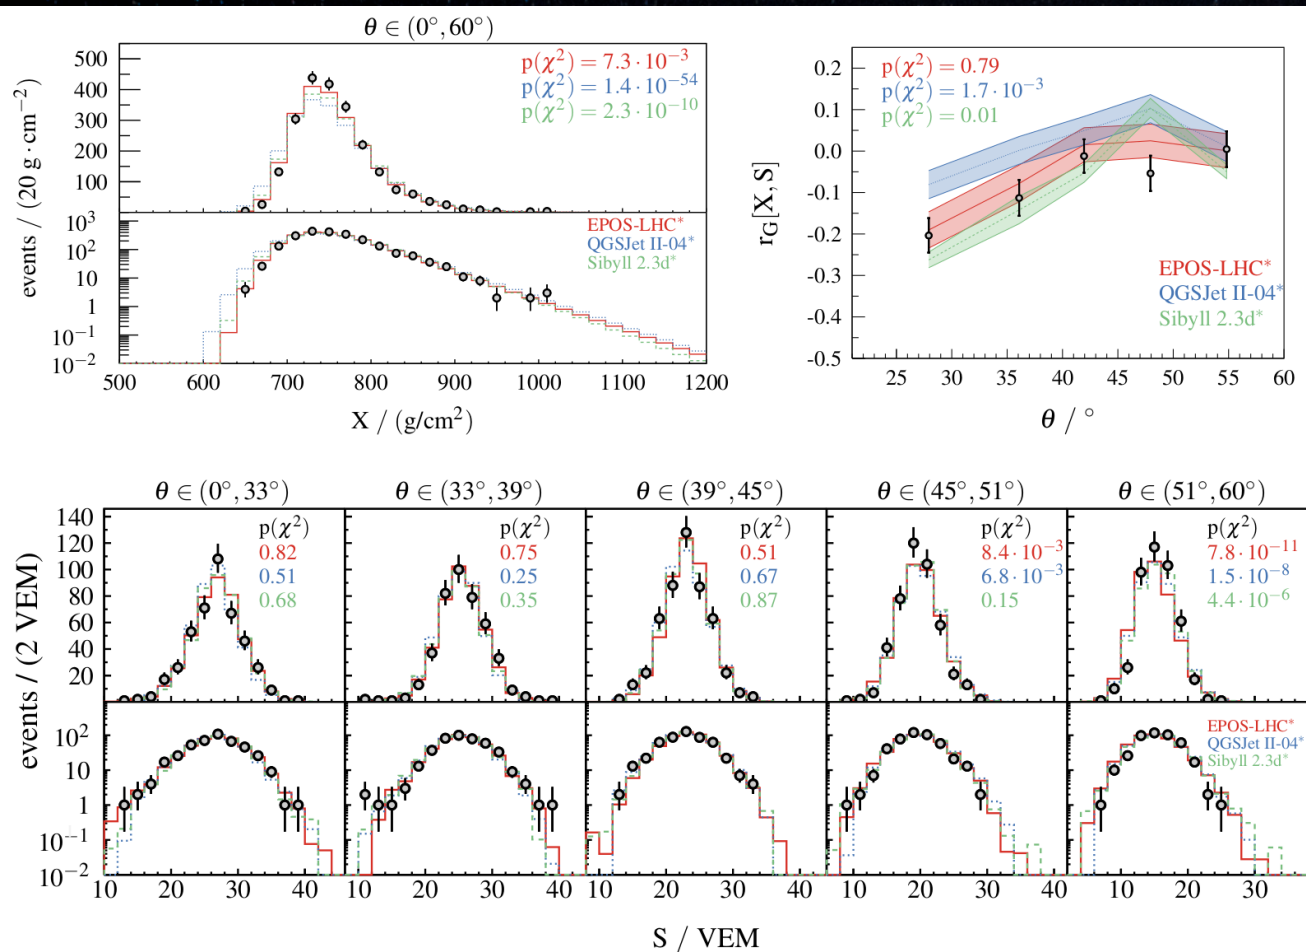 θ ∈ (0°, 60°)
events / (20 g·cm⁻²)
500
400
300
200
100
p(χ²) = 7.3·10⁻³
p(χ²) = 1.4·10⁻⁵⁴
p(χ²) = 2.3·10⁻¹⁰
10³
10²
10
1
10⁻¹
10⁻²
EPOS-LHC*
QGSJet II-04*
Sibyll 2.3d*
500 600 700 800 900 1000 1100 1200
X / (g/cm²)
r_G[X, S]
0.2
0.1
0.0
-0.1
-0.2
-0.3
-0.4
-0.5
p(χ²) = 0.79
p(χ²) = 1.7·10⁻³
p(χ²) = 0.01
EPOS-LHC*
QGSJet II-04*
Sibyll 2.3d*
25 30 35 40 45 50 55 60
θ / °
θ ∈ (0°, 33°) θ ∈ (33°, 39°) θ ∈ (39°, 45°) θ ∈ (45°, 51°) θ ∈ (51°, 60°)
events / (2 VEM)
140
120
100
80
60
40
20
p(χ²) p(χ²) p(χ²) p(χ²) p(χ²)
0.82 0.75 0.51 8.4·10⁻³ 7.8·10⁻¹¹
0.51 0.25 0.67 6.8·10⁻³ 1.5·10⁻⁸
0.68 0.35 0.87 0.15 4.4·10⁻⁶
10²
10
1
10⁻¹
10⁻²
EPOS-LHC*
QGSJet II-04*
Sibyll 2.3d*
10 20 30 40 10 20 30 40 10 20 30 40 10 20 30 40 10 20 30
S / VEM